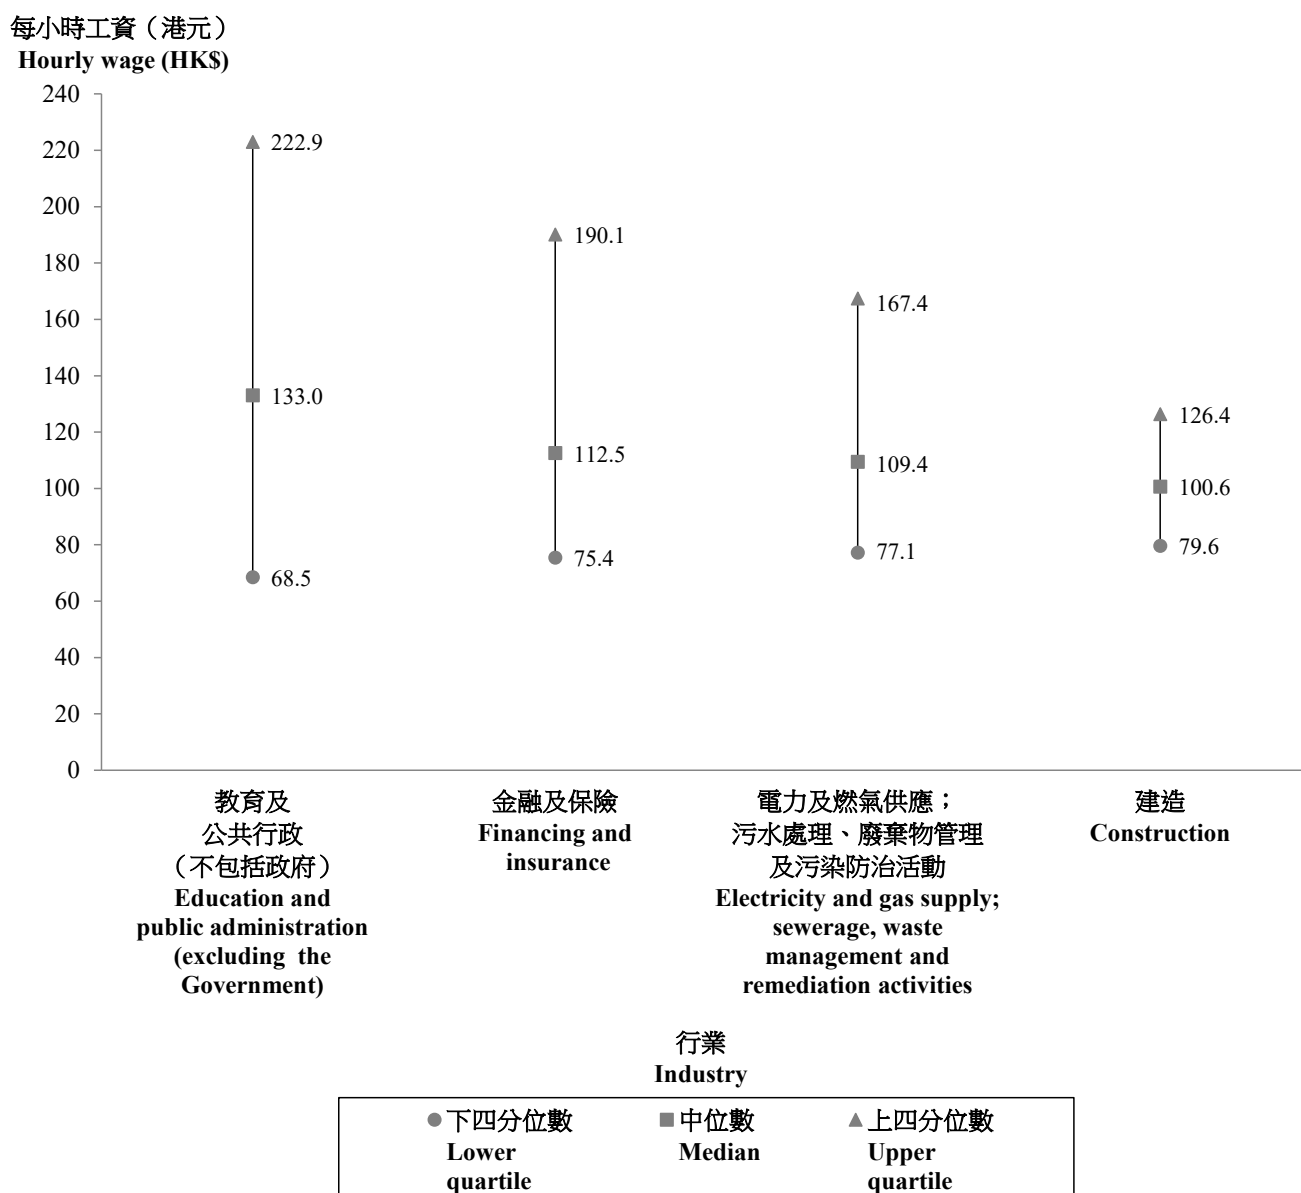 每小時工資（港元）
Hourly wage (HK$)
240
220
200
180
160
140
120
100
80
60
40
20
0
222.9
133.0
68.5
190.1
112.5
75.4
167.4
109.4
77.1
126.4
100.6
79.6
教育及
公共行政
（不包括政府）
Education and
public administration
(excluding the
Government)
金融及保險
Financing and
insurance
電力及燃氣供應；
污水處理、廢棄物管理
及污染防治活動
Electricity and gas supply;
sewerage, waste
management and
remediation activities
建造
Construction
行業
Industry
下四分位數
Lower
quartile
中位數
Median
上四分位數
Upper
quartile